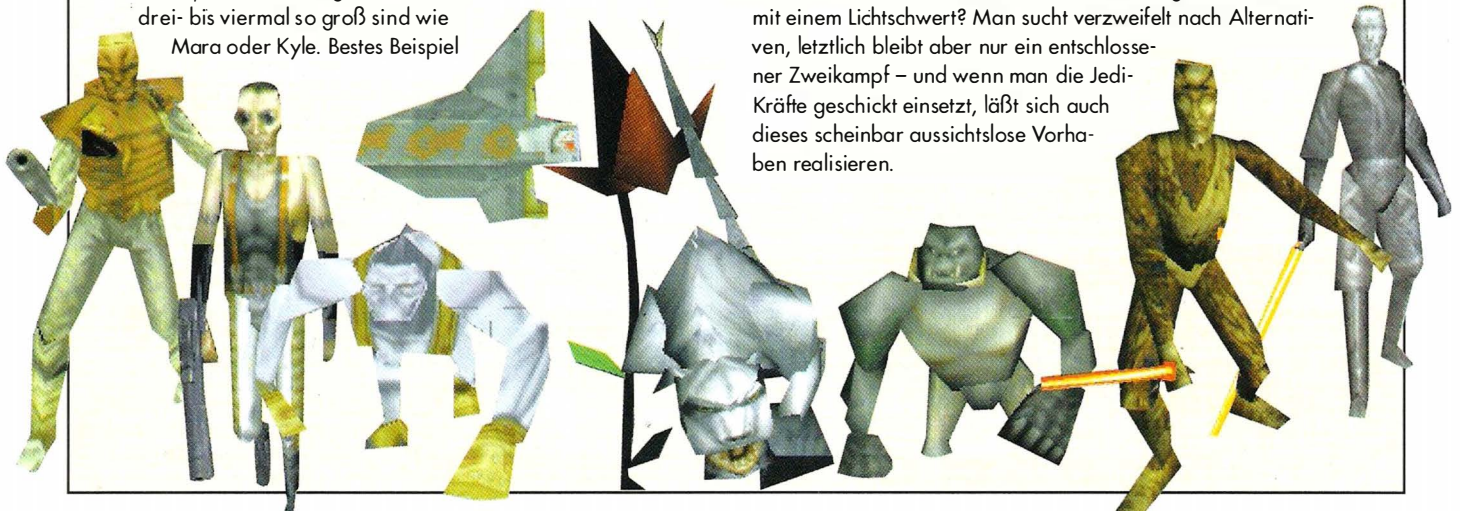 drei- bis viermal so groß sind wie
Mara oder Kyle. Bestes Beispiel
mit einem Lichtschwert? Man sucht verzweifelt nach Alternati-
ven, letztlich bleibt aber nur ein entschlosse-
ner Zweikampf – und wenn man die Jedi-
Kräfte geschickt einsetzt, läßt sich auch
dieses scheinbar aussichtslose Vorha-
ben realisieren.